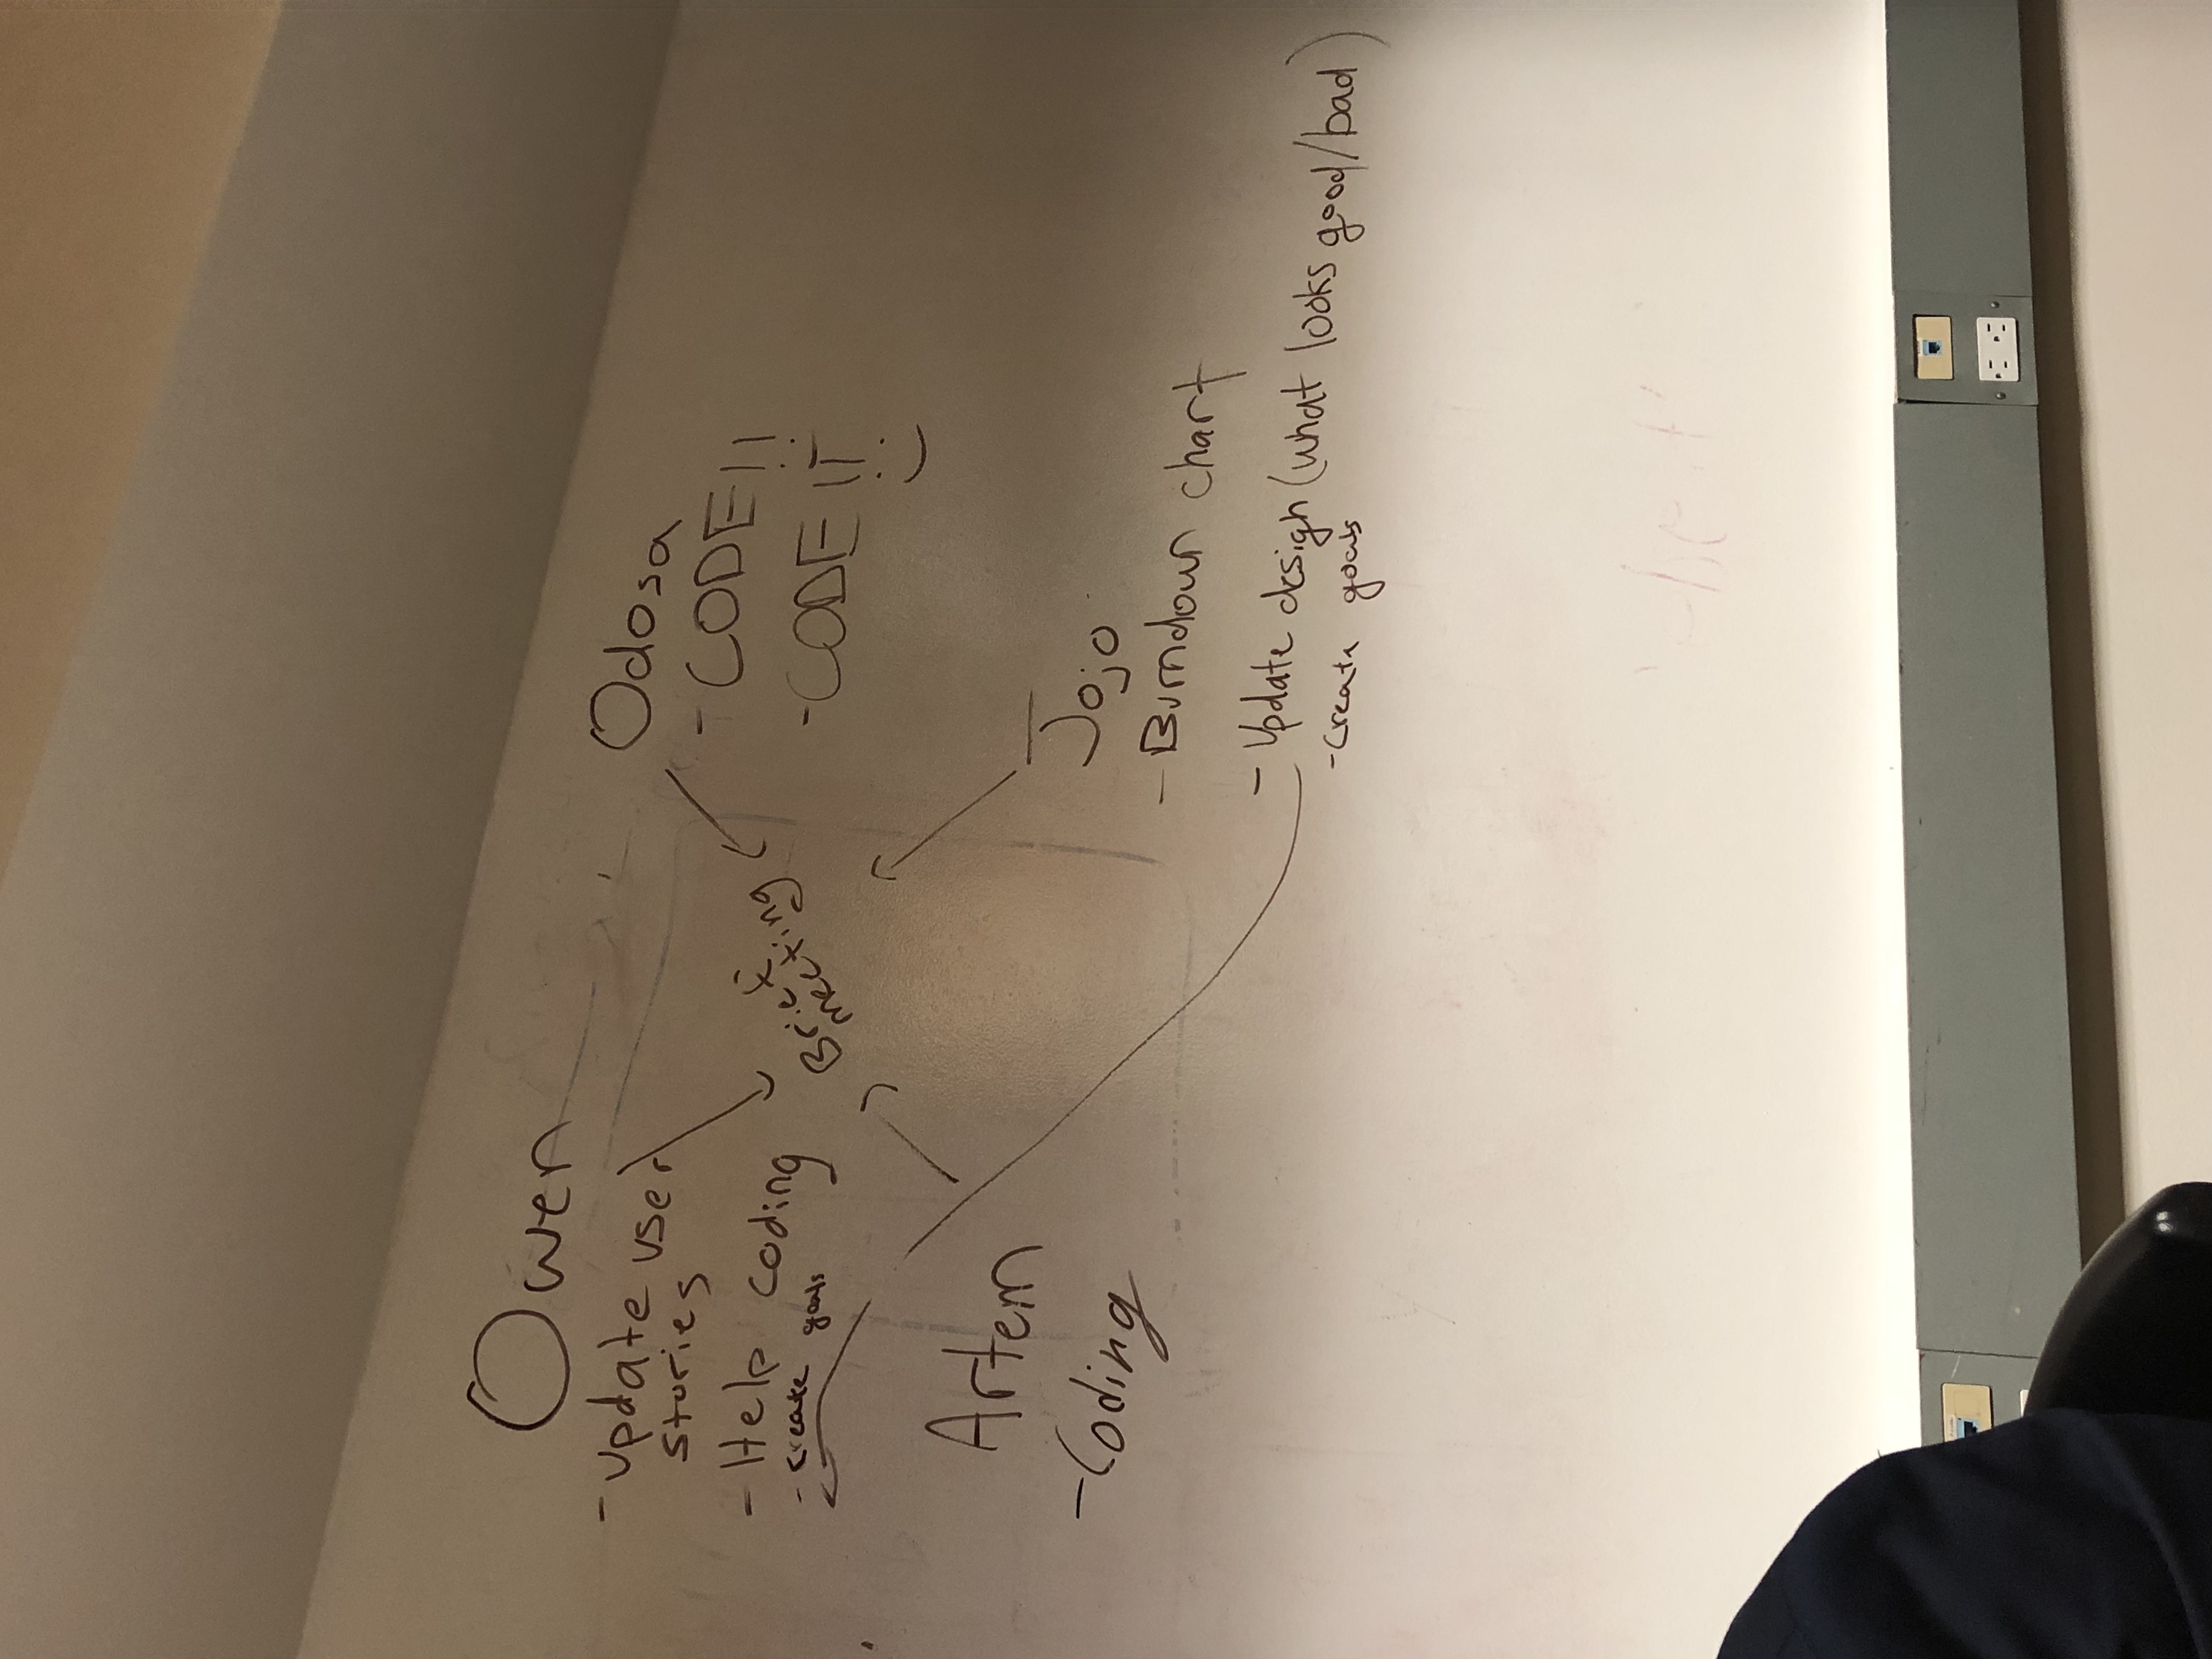 Owen
- update user
stories
- Help coding
- create goals
Odosa
- CODE!!
- CODE!!
Brief
meeting
Artem
- Coding
Jojo
- Burndown chart
- Update design (what looks good/bad)
- create goals